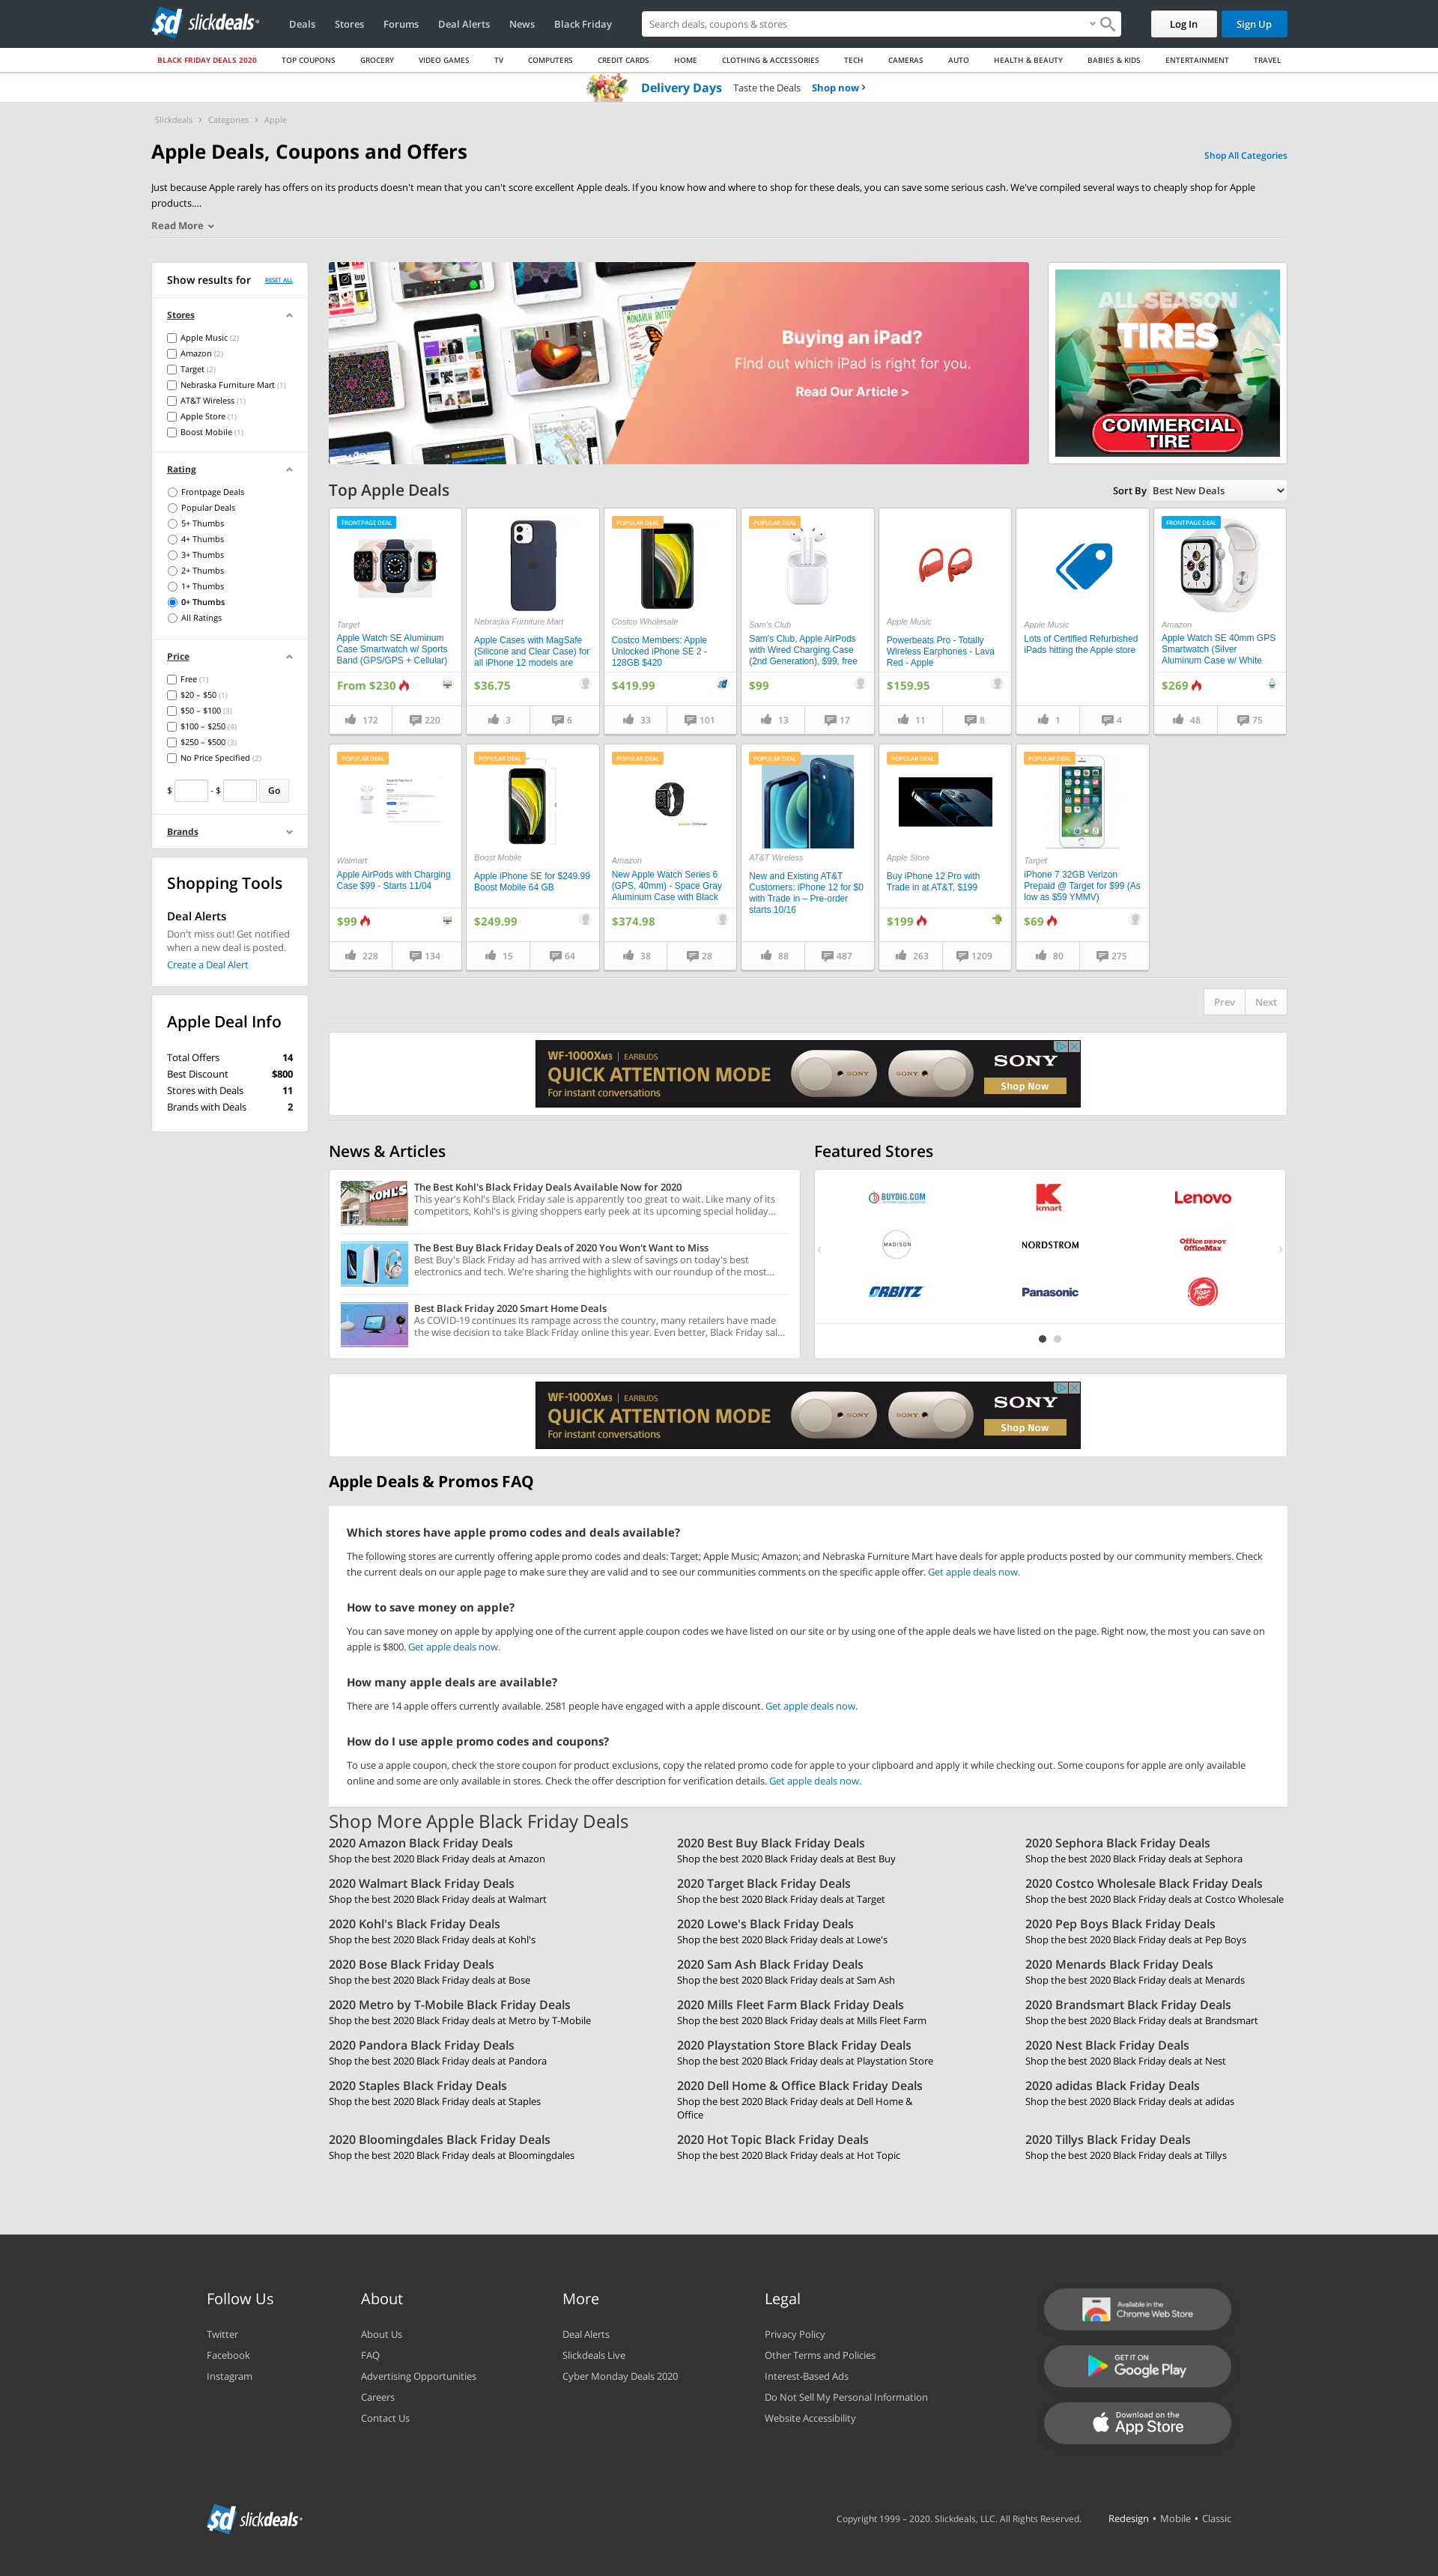 slickdeals
Deals Stores Forums Deal Alerts News Black Friday
Search deals, coupons & stores
Log In Sign Up
BLACK FRIDAY DEALS 2020 TOP COUPONS GROCERY VIDEO GAMES TV COMPUTERS CREDIT CARDS HOME CLOTHING & ACCESSORIES TECH CAMERAS AUTO HEALTH & BEAUTY BABIES & KIDS ENTERTAINMENT TRAVEL
Delivery Days Taste the Deals Shop now ›
Slickdeals › Categories › Apple
Apple Deals, Coupons and Offers
Shop All Categories
Just because Apple rarely has offers on its products doesn't mean that you can't score excellent Apple deals. If you know how and where to shop for these deals, you can save some serious cash. We've compiled several ways to cheaply shop for Apple
products....
Read More
Show results for RESET ALL
Stores
Apple Music (2)
Amazon (2)
Target (2)
Nebraska Furniture Mart (1)
AT&T Wireless (1)
Apple Store (1)
Boost Mobile (1)
Rating
Frontpage Deals
Popular Deals
5+ Thumbs
4+ Thumbs
3+ Thumbs
2+ Thumbs
1+ Thumbs
0+ Thumbs
All Ratings
Price
Free (1)
$20 – $50 (1)
$50 – $100 (3)
$100 – $250 (4)
$250 – $500 (3)
No Price Specified (2)
$ - $ Go
Brands
Shopping Tools
Deal Alerts
Don't miss out! Get notified
when a new deal is posted.
Create a Deal Alert
Apple Deal Info
Total Offers 14
Best Discount $800
Stores with Deals 11
Brands with Deals 2
Buying an iPad?
Find out which iPad is right for you.
Read Our Article >
ALL SEASON
TIRES
COMMERCIAL
TIRE
Top Apple Deals
Sort By Best New Deals
FRONTPAGE DEAL
Target
Apple Watch SE Aluminum
Case Smartwatch w/ Sports
Band (GPS/GPS + Cellular)
From $230
172 220
Nebraska Furniture Mart
Apple Cases with MagSafe
(Silicone and Clear Case) for
all iPhone 12 models are
$36.75
3 6
POPULAR DEAL
Costco Wholesale
Costco Members: Apple
Unlocked iPhone SE 2 -
128GB $420
$419.99
33 101
POPULAR DEAL
Sam's Club
Sam's Club, Apple AirPods
with Wired Charging Case
(2nd Generation), $99, free
$99
13 17
Apple Music
Powerbeats Pro - Totally
Wireless Earphones - Lava
Red - Apple
$159.95
11 8
Apple Music
Lots of Certified Refurbished
iPads hitting the Apple store
1 4
FRONTPAGE DEAL
Amazon
Apple Watch SE 40mm GPS
Smartwatch (Silver
Aluminum Case w/ White
$269
48 75
POPULAR DEAL
Walmart
Apple AirPods with Charging
Case $99 - Starts 11/04
$99
228 134
POPULAR DEAL
Boost Mobile
Apple iPhone SE for $249.99
Boost Mobile 64 GB
$249.99
15 64
POPULAR DEAL
Amazon
New Apple Watch Series 6
(GPS, 40mm) - Space Gray
Aluminum Case with Black
$374.98
38 28
POPULAR DEAL
AT&T Wireless
New and Existing AT&T
Customers: iPhone 12 for $0
with Trade in – Pre-order
starts 10/16
88 487
POPULAR DEAL
Apple Store
Buy iPhone 12 Pro with
Trade in at AT&T, $199
$199
263 1209
POPULAR DEAL
Target
iPhone 7 32GB Verizon
Prepaid @ Target for $99 (As
low as $59 YMMV)
$69
80 275
Prev Next
WF-1000XM3 | EARBUDS
QUICK ATTENTION MODE
For instant conversations
SONY SONY
SONY
Shop Now
News & Articles
KOHL'S
The Best Kohl's Black Friday Deals Available Now for 2020
This year's Kohl's Black Friday sale is apparently too great to wait. Like many of its
competitors, Kohl's is giving shoppers early peek at its upcoming special holiday...
The Best Buy Black Friday Deals of 2020 You Won't Want to Miss
Best Buy's Black Friday ad has arrived with a slew of savings on today's best
electronics and tech. We're sharing the highlights with our roundup of the most...
Best Black Friday 2020 Smart Home Deals
As COVID-19 continues its rampage across the country, many retailers have made
the wise decision to take Black Friday online this year. Even better, Black Friday sal...
Featured Stores
BUYDIG.COM Kmart Lenovo
MADISON NORDSTROM Office DEPOT OfficeMax
ORBITZ Panasonic Pizza Hut
WF-1000XM3 | EARBUDS
QUICK ATTENTION MODE
For instant conversations
SONY SONY
SONY
Shop Now
Apple Deals & Promos FAQ
Which stores have apple promo codes and deals available?
The following stores are currently offering apple promo codes and deals: Target; Apple Music; Amazon; and Nebraska Furniture Mart have deals for apple products posted by our community members. Check
the current deals on our apple page to make sure they are valid and to see our communities comments on the specific apple offer. Get apple deals now.
How to save money on apple?
You can save money on apple by applying one of the current apple coupon codes we have listed on our site or by using one of the apple deals we have listed on the page. Right now, the most you can save on
apple is $800. Get apple deals now.
How many apple deals are available?
There are 14 apple offers currently available. 2581 people have engaged with a apple discount. Get apple deals now.
How do I use apple promo codes and coupons?
To use a apple coupon, check the store coupon for product exclusions, copy the related promo code for apple to your clipboard and apply it while checking out. Some coupons for apple are only available
online and some are only available in stores. Check the offer description for verification details. Get apple deals now.
Shop More Apple Black Friday Deals
2020 Amazon Black Friday Deals 2020 Best Buy Black Friday Deals 2020 Sephora Black Friday Deals
Shop the best 2020 Black Friday deals at Amazon Shop the best 2020 Black Friday deals at Best Buy Shop the best 2020 Black Friday deals at Sephora
2020 Walmart Black Friday Deals 2020 Target Black Friday Deals 2020 Costco Wholesale Black Friday Deals
Shop the best 2020 Black Friday deals at Walmart Shop the best 2020 Black Friday deals at Target Shop the best 2020 Black Friday deals at Costco Wholesale
2020 Kohl's Black Friday Deals 2020 Lowe's Black Friday Deals 2020 Pep Boys Black Friday Deals
Shop the best 2020 Black Friday deals at Kohl's Shop the best 2020 Black Friday deals at Lowe's Shop the best 2020 Black Friday deals at Pep Boys
2020 Bose Black Friday Deals 2020 Sam Ash Black Friday Deals 2020 Menards Black Friday Deals
Shop the best 2020 Black Friday deals at Bose Shop the best 2020 Black Friday deals at Sam Ash Shop the best 2020 Black Friday deals at Menards
2020 Metro by T-Mobile Black Friday Deals 2020 Mills Fleet Farm Black Friday Deals 2020 Brandsmart Black Friday Deals
Shop the best 2020 Black Friday deals at Metro by T-Mobile Shop the best 2020 Black Friday deals at Mills Fleet Farm Shop the best 2020 Black Friday deals at Brandsmart
2020 Pandora Black Friday Deals 2020 Playstation Store Black Friday Deals 2020 Nest Black Friday Deals
Shop the best 2020 Black Friday deals at Pandora Shop the best 2020 Black Friday deals at Playstation Store Shop the best 2020 Black Friday deals at Nest
2020 Staples Black Friday Deals 2020 Dell Home & Office Black Friday Deals 2020 adidas Black Friday Deals
Shop the best 2020 Black Friday deals at Staples Shop the best 2020 Black Friday deals at Dell Home & Shop the best 2020 Black Friday deals at adidas
Office
2020 Bloomingdales Black Friday Deals 2020 Hot Topic Black Friday Deals 2020 Tillys Black Friday Deals
Shop the best 2020 Black Friday deals at Bloomingdales Shop the best 2020 Black Friday deals at Hot Topic Shop the best 2020 Black Friday deals at Tillys
Follow Us
Twitter
Facebook
Instagram
About
About Us
FAQ
Advertising Opportunities
Careers
Contact Us
More
Deal Alerts
Slickdeals Live
Cyber Monday Deals 2020
Legal
Privacy Policy
Other Terms and Policies
Interest-Based Ads
Do Not Sell My Personal Information
Website Accessibility
Available in the
Chrome Web Store
GET IT ON
Google Play
Download on the
App Store
slickdeals
Copyright 1999 – 2020. Slickdeals, LLC. All Rights Reserved. Redesign • Mobile • Classic